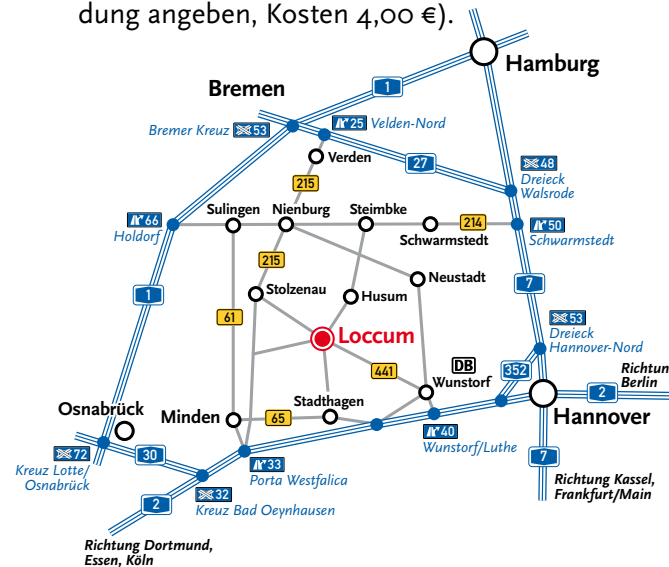 dung angeben, Kosten 4,00 €).
Hamburg
1
Bremen
25 Velden-Nord
Bremer Kreuz 53
Verden
27
48
Dreieck
Walsrode
215
66
Holdorf
Sulingen
Nienburg
Steimbke
214
Schwarmstedt
50
Schwarmstedt
215
Neustadt
7
1
Stolzenau
Husum
61
53
Dreieck
Hannover-Nord
Loccum
441
DB
Wunstorf
352
Richtun
Berlin
2
Osnabrück
Minden
65
Stadthagen
Hannover
40
Wunstorf/Luthe
72
Kreuz Lotte/
Osnabrück
30
33
Porta Westfalica
7
32
Kreuz Bad Oeynhausen
2
Richtung Kassel,
Frankfurt/Main
Richtung Dortmund,
Essen, Köln